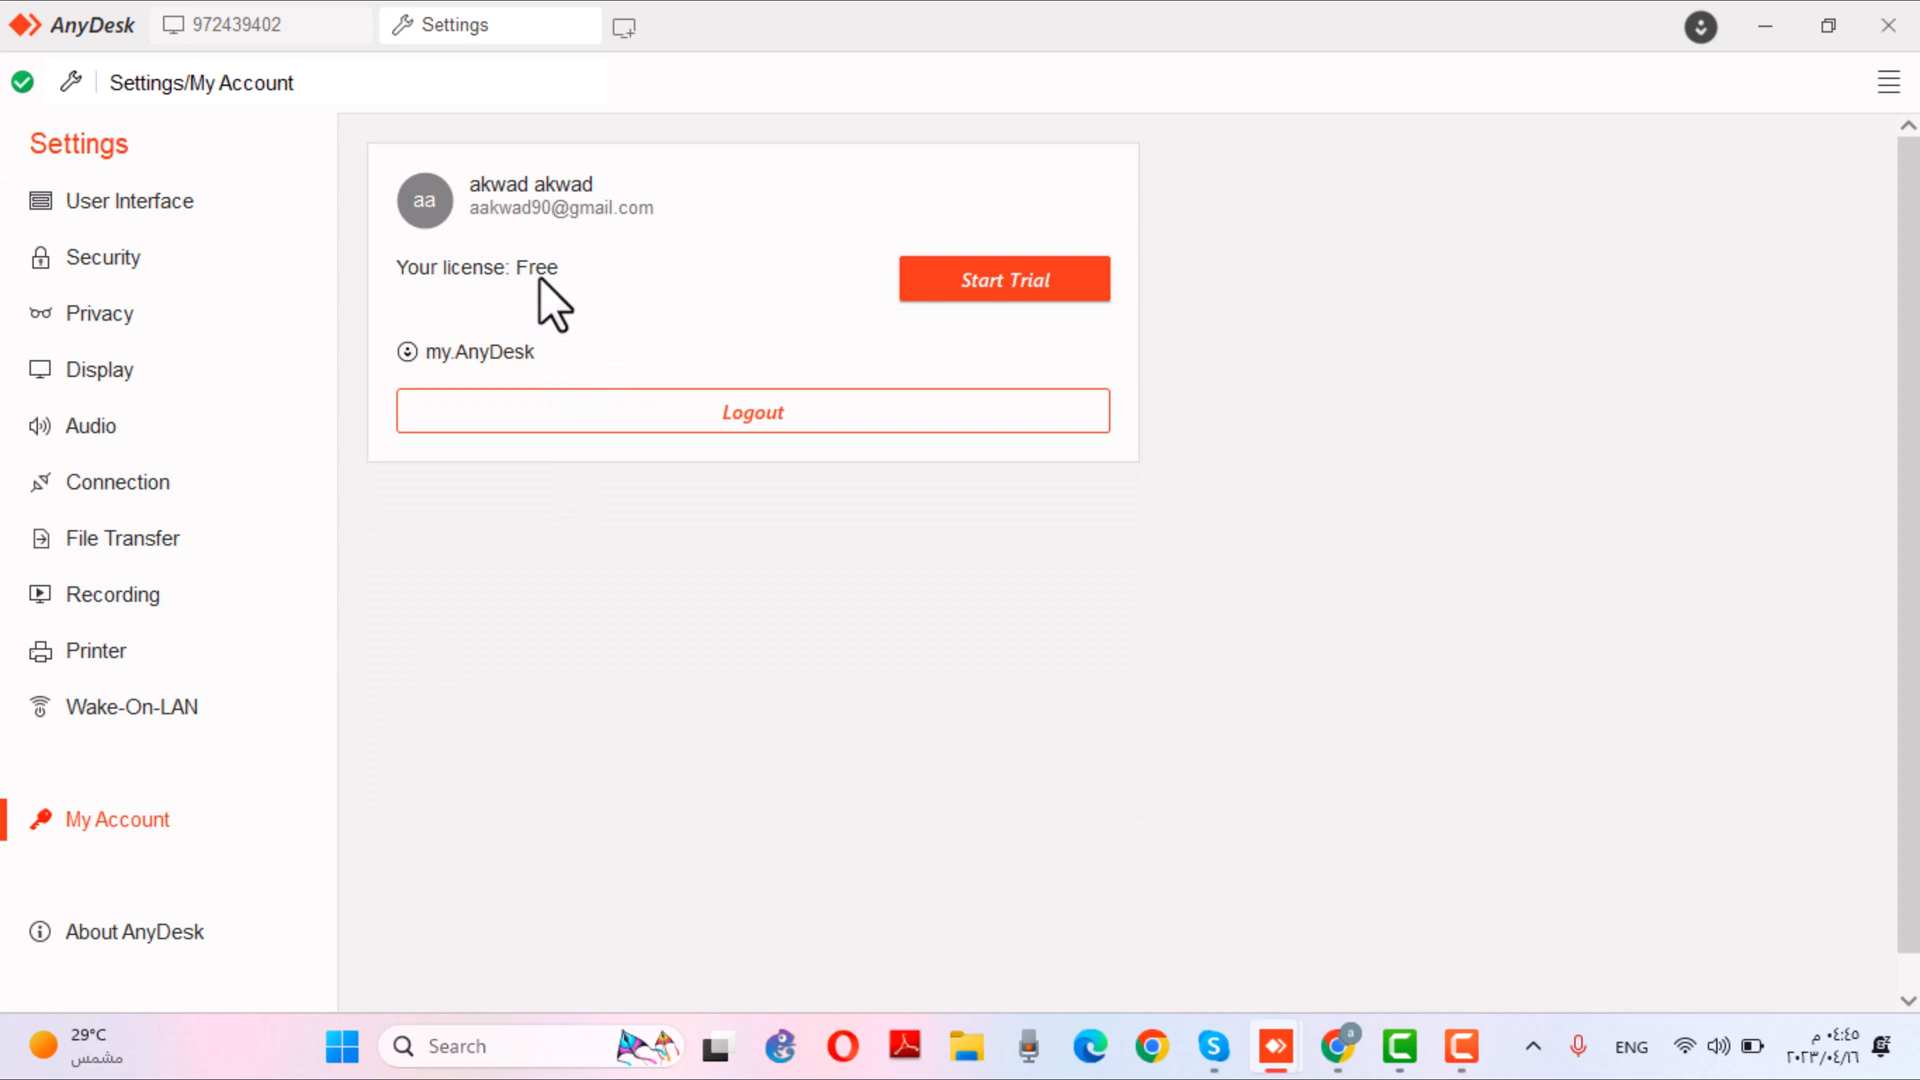 AnyDesk
972439402
Settings
Settings/My Account
Settings
User Interface
Security
Privacy
Display
Audio
Connection
File Transfer
Recording
Printer
Wake-On-LAN
My Account
About AnyDesk
aa
akwad akwad
aakwad90@gmail.com
Your license: Free
Start Trial
my.AnyDesk
Logout
29°C
مشمس
Search
a
ENG
٠٤:٤٥ م
٢٠٢٣/٠٤/١٦